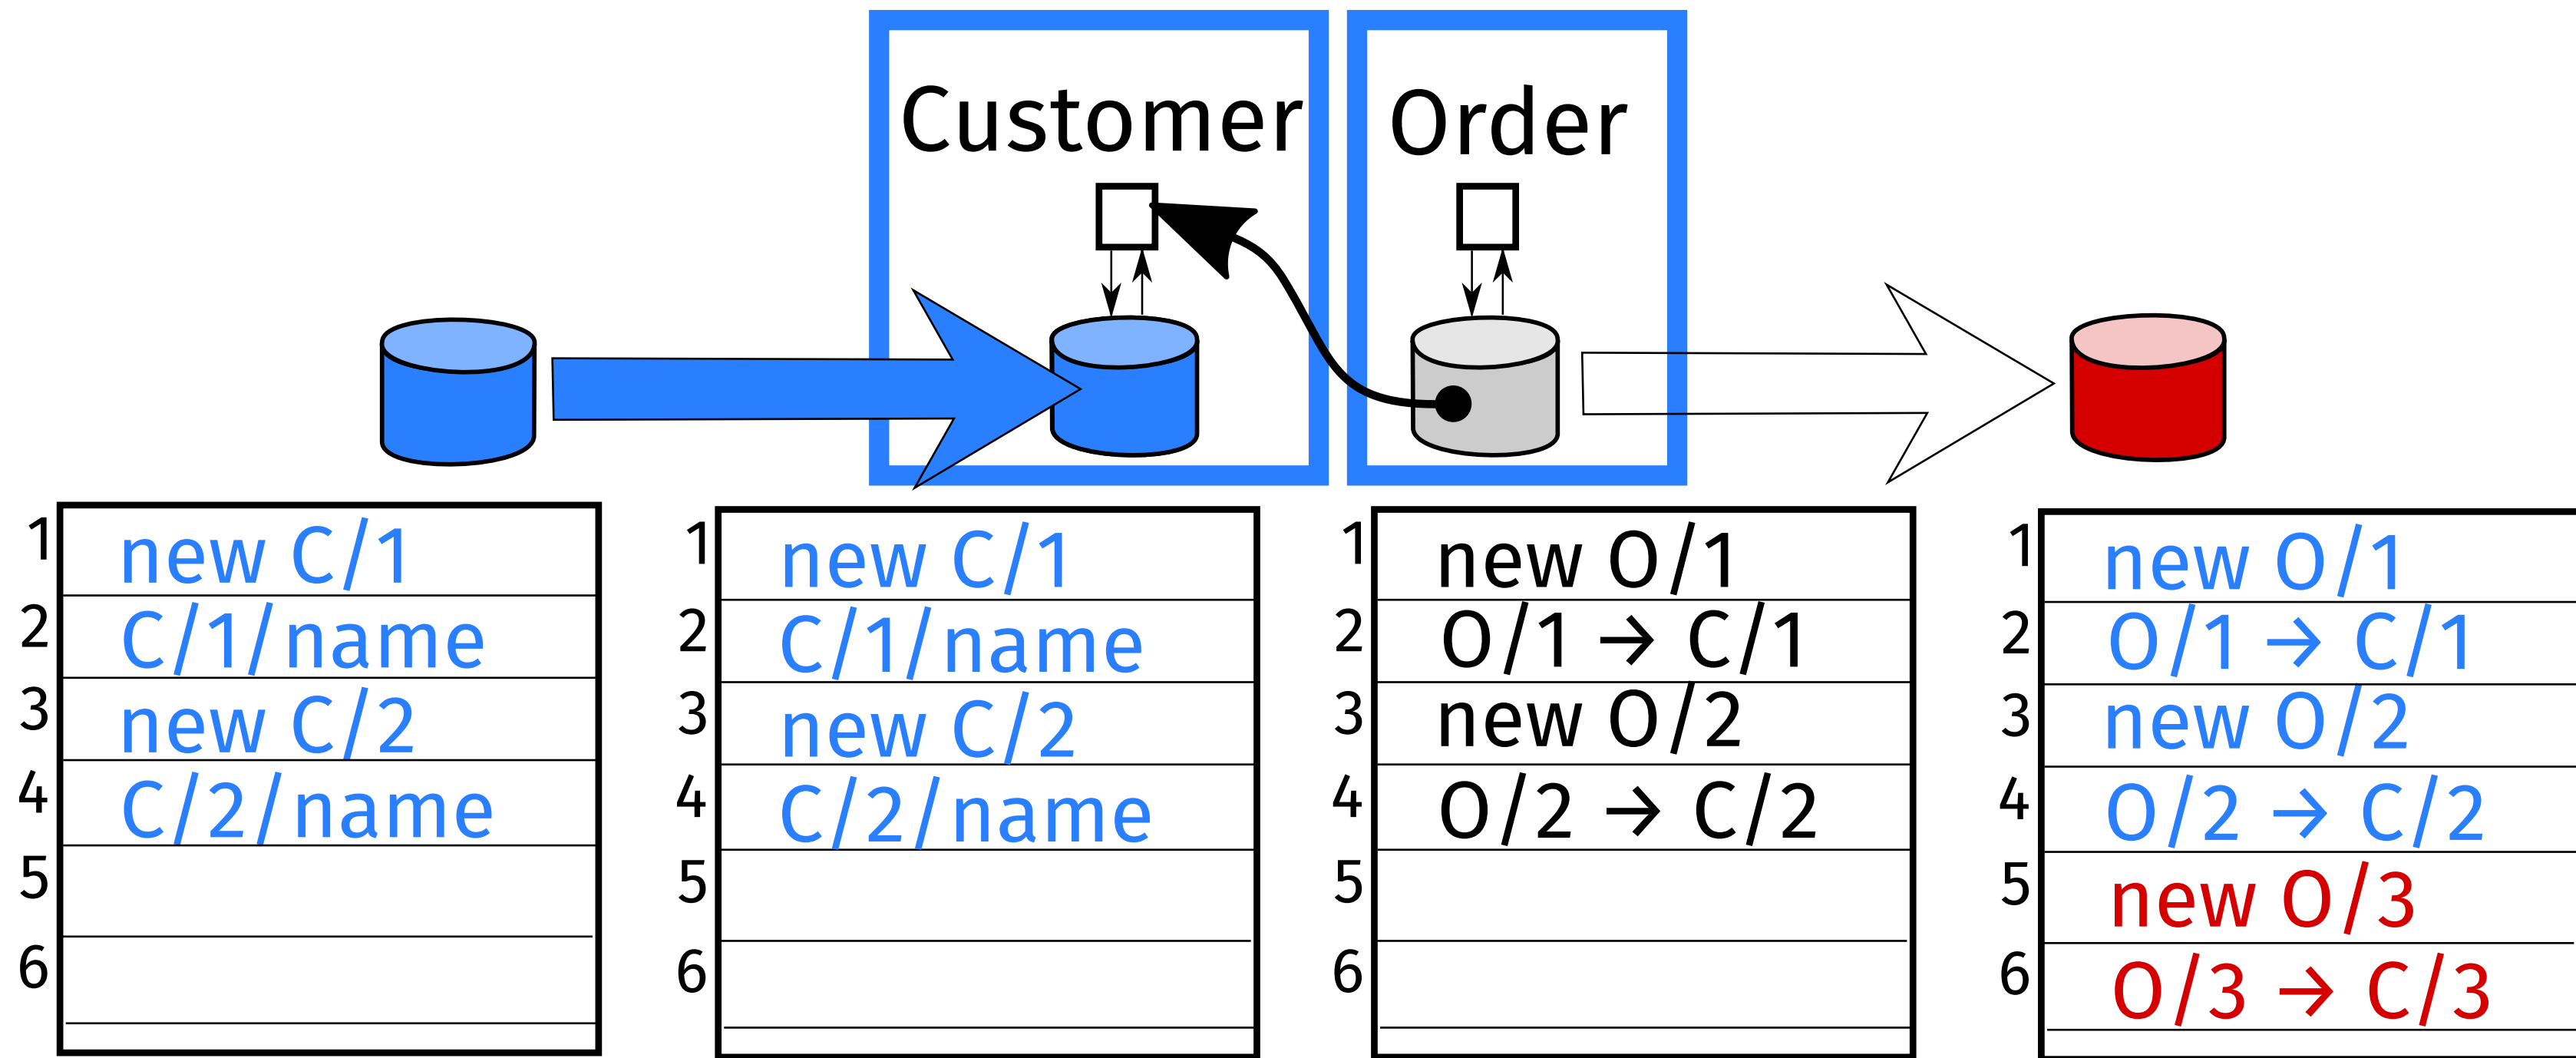 Customer
Order
1 new C/1
2 C/1/name
3 new C/2
4 C/2/name
5
6
1 new C/1
2 C/1/name
3 new C/2
4 C/2/name
5
6
1 new O/1
2 O/1 → C/1
3 new O/2
4 O/2 → C/2
5
6
1 new O/1
2 O/1 → C/1
3 new O/2
4 O/2 → C/2
5 new O/3
6 O/3 → C/3